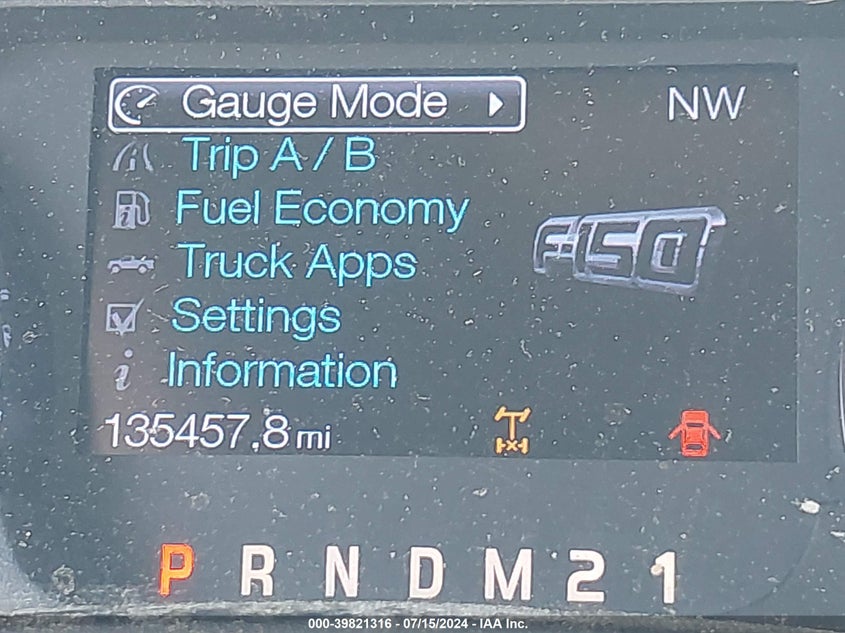 Gauge Mode
NW
Trip A / B
Fuel Economy
F-150
Truck Apps
Settings
Information
135457.8 mi
P R N D M 2 1
000-39821316 - 07/15/2024 - IAA Inc.